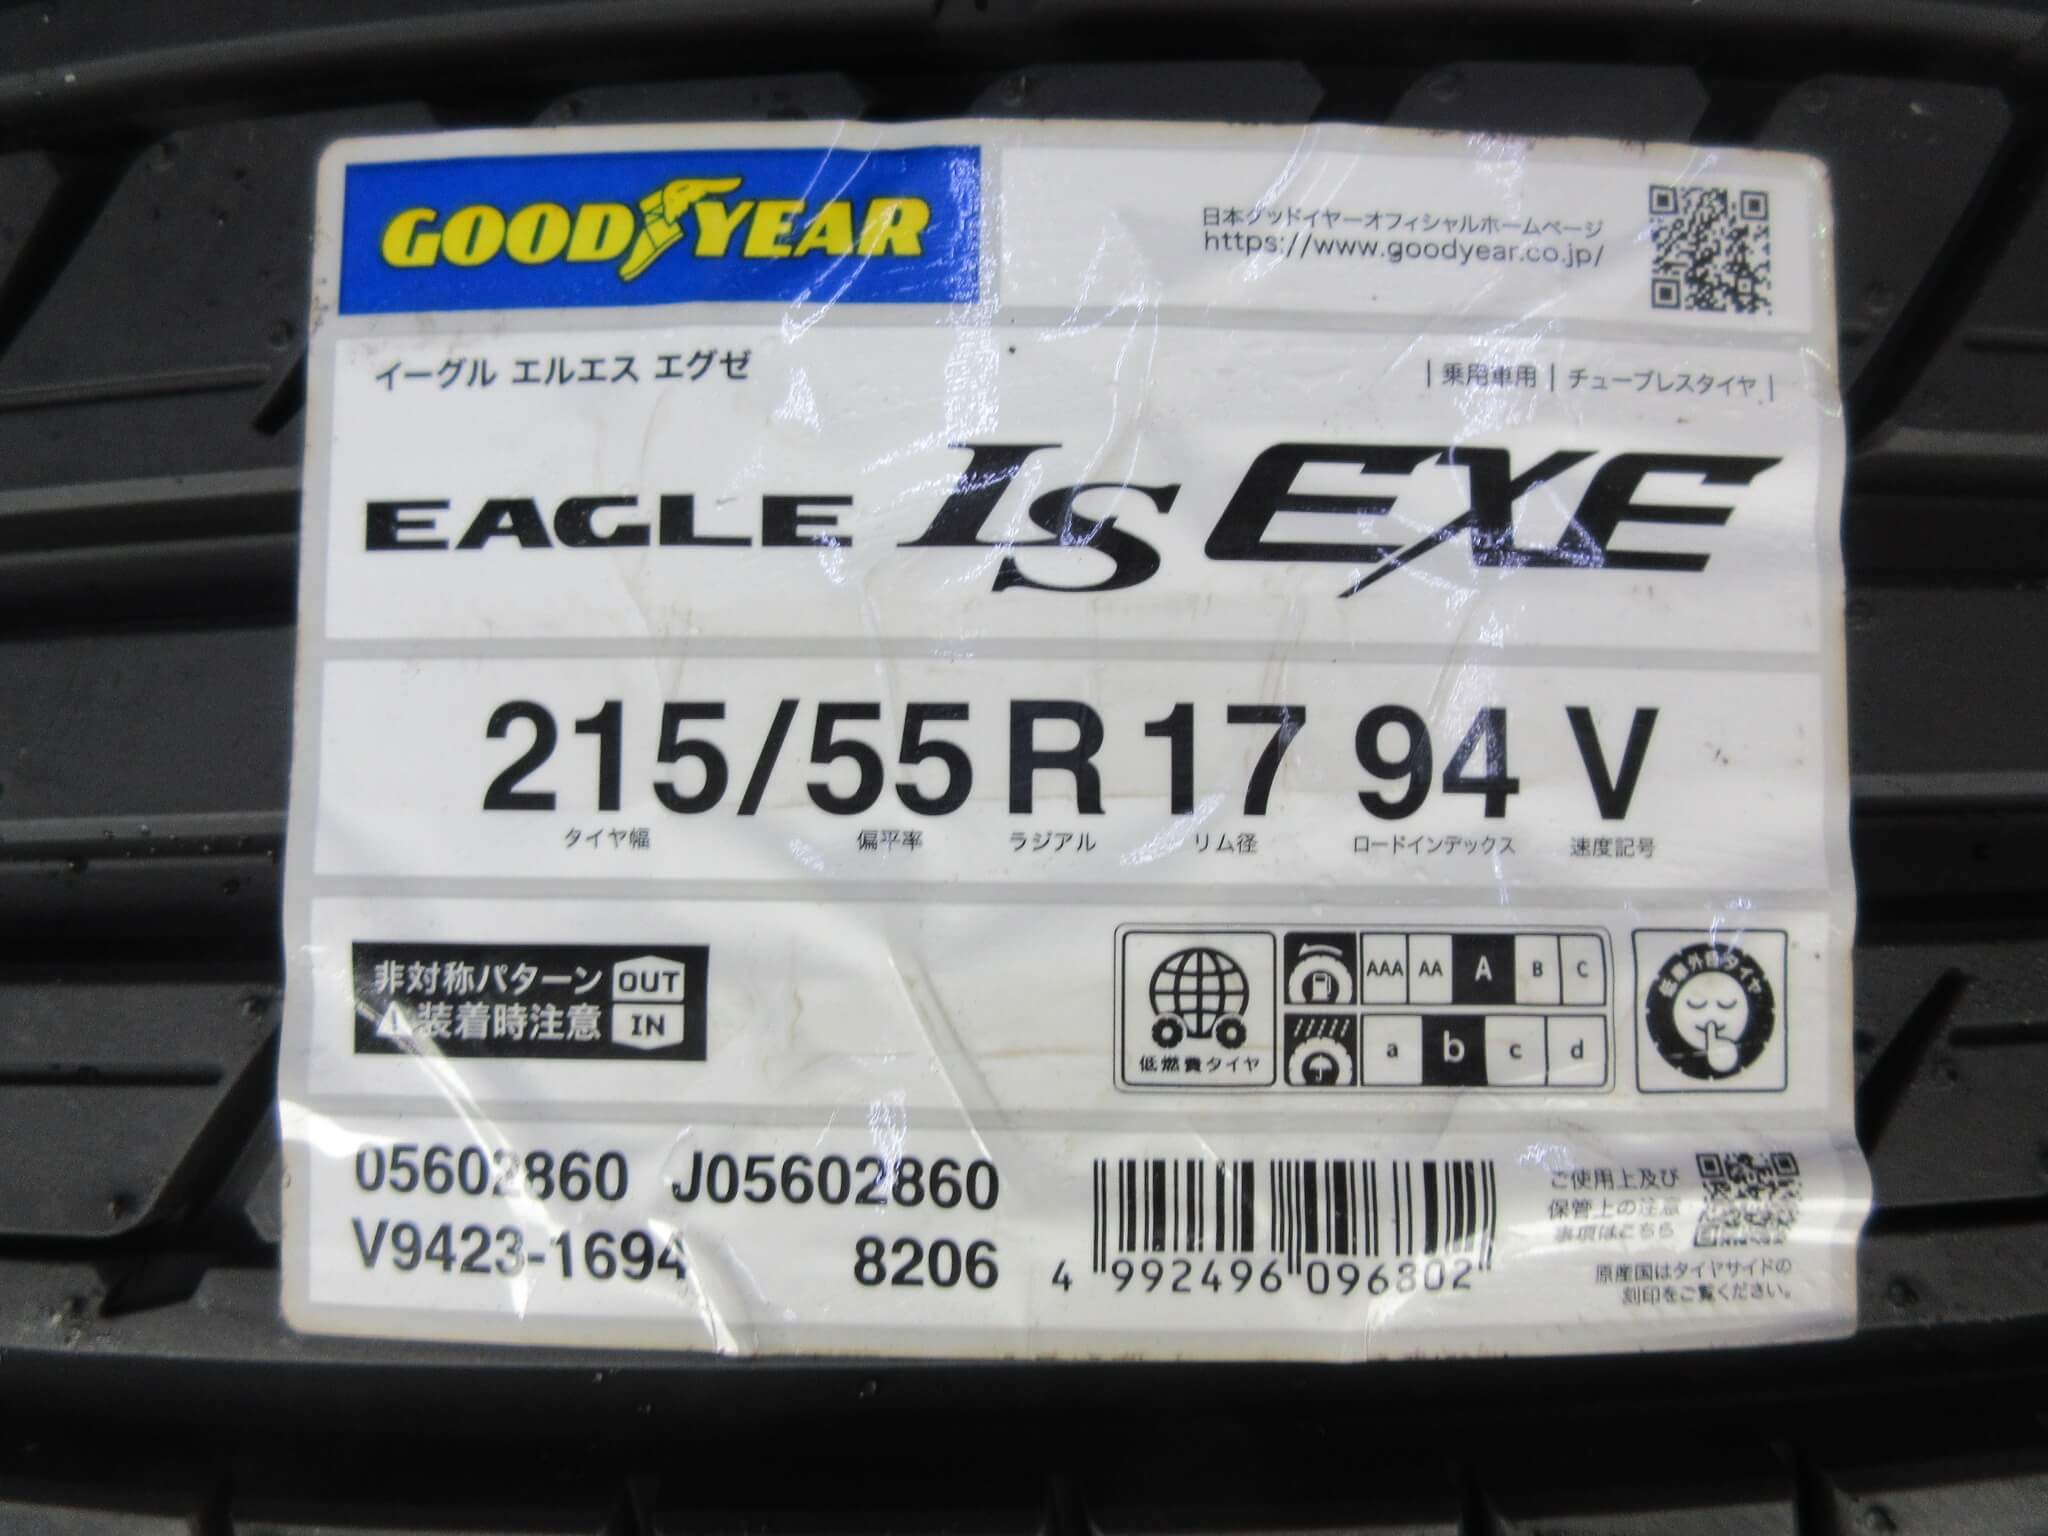 GOODYEAR
日本グッドイヤーオフィシャルホームページ
https://www.goodyear.co.jp/
イーグル エルエス エグゼ
|乗用車用|チューブレスタイヤ|
EAGLE LS EXE
215/55 R 17 94 V
タイヤ幅 偏平率 ラジアル リム径 ロードインデックス 速度記号
非対称パターン OUT
装着時注意 IN
AAA AA A B C
a b c d
低燃費タイヤ
低車外音タイヤ
05602860 J05602860
V9423-1694 8206
4 992496 096802
ご使用上及び
保管上の注意
事項はこちら
原産国はタイヤサイドの
刻印をご覧ください。